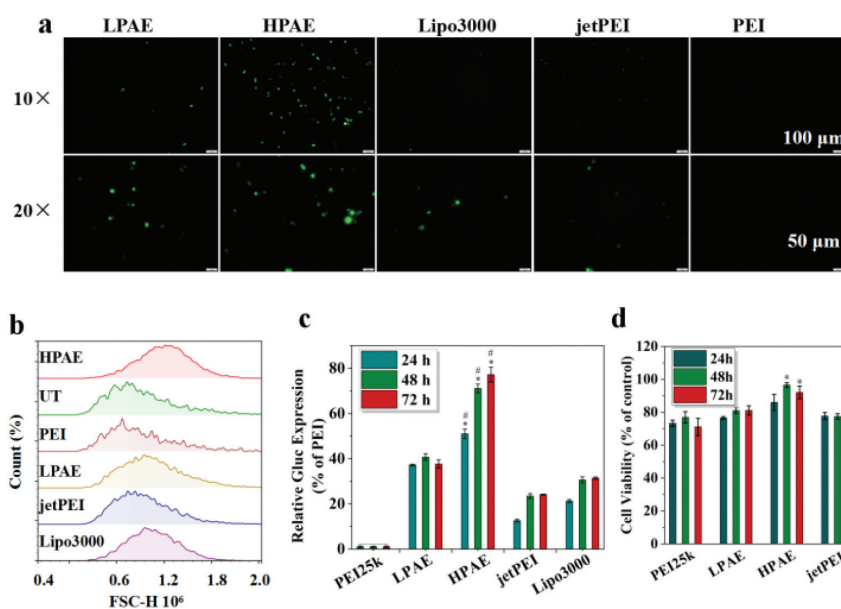 a
LPAE HPAE Lipo3000 jetPEI PEI
10×
100 µm
20×
50 µm
b
HPAE
UT
PEI
LPAE
jetPEI
Lipo3000
Count (%)
0.4 0.6 1.2 2.0
FSC-H 10⁶
c
24 h
48 h
72 h
80
60
40
20
0
Relative Gluc Expression
(% of PEI)
# *
# *
# *
PEI25k LPAE HPAE jetPEI Lipo3000
d
24h
48h
72h
120
100
80
60
40
20
0
Cell Viability (% of control)
* *
PEI25k LPAE HPAE jetPEI